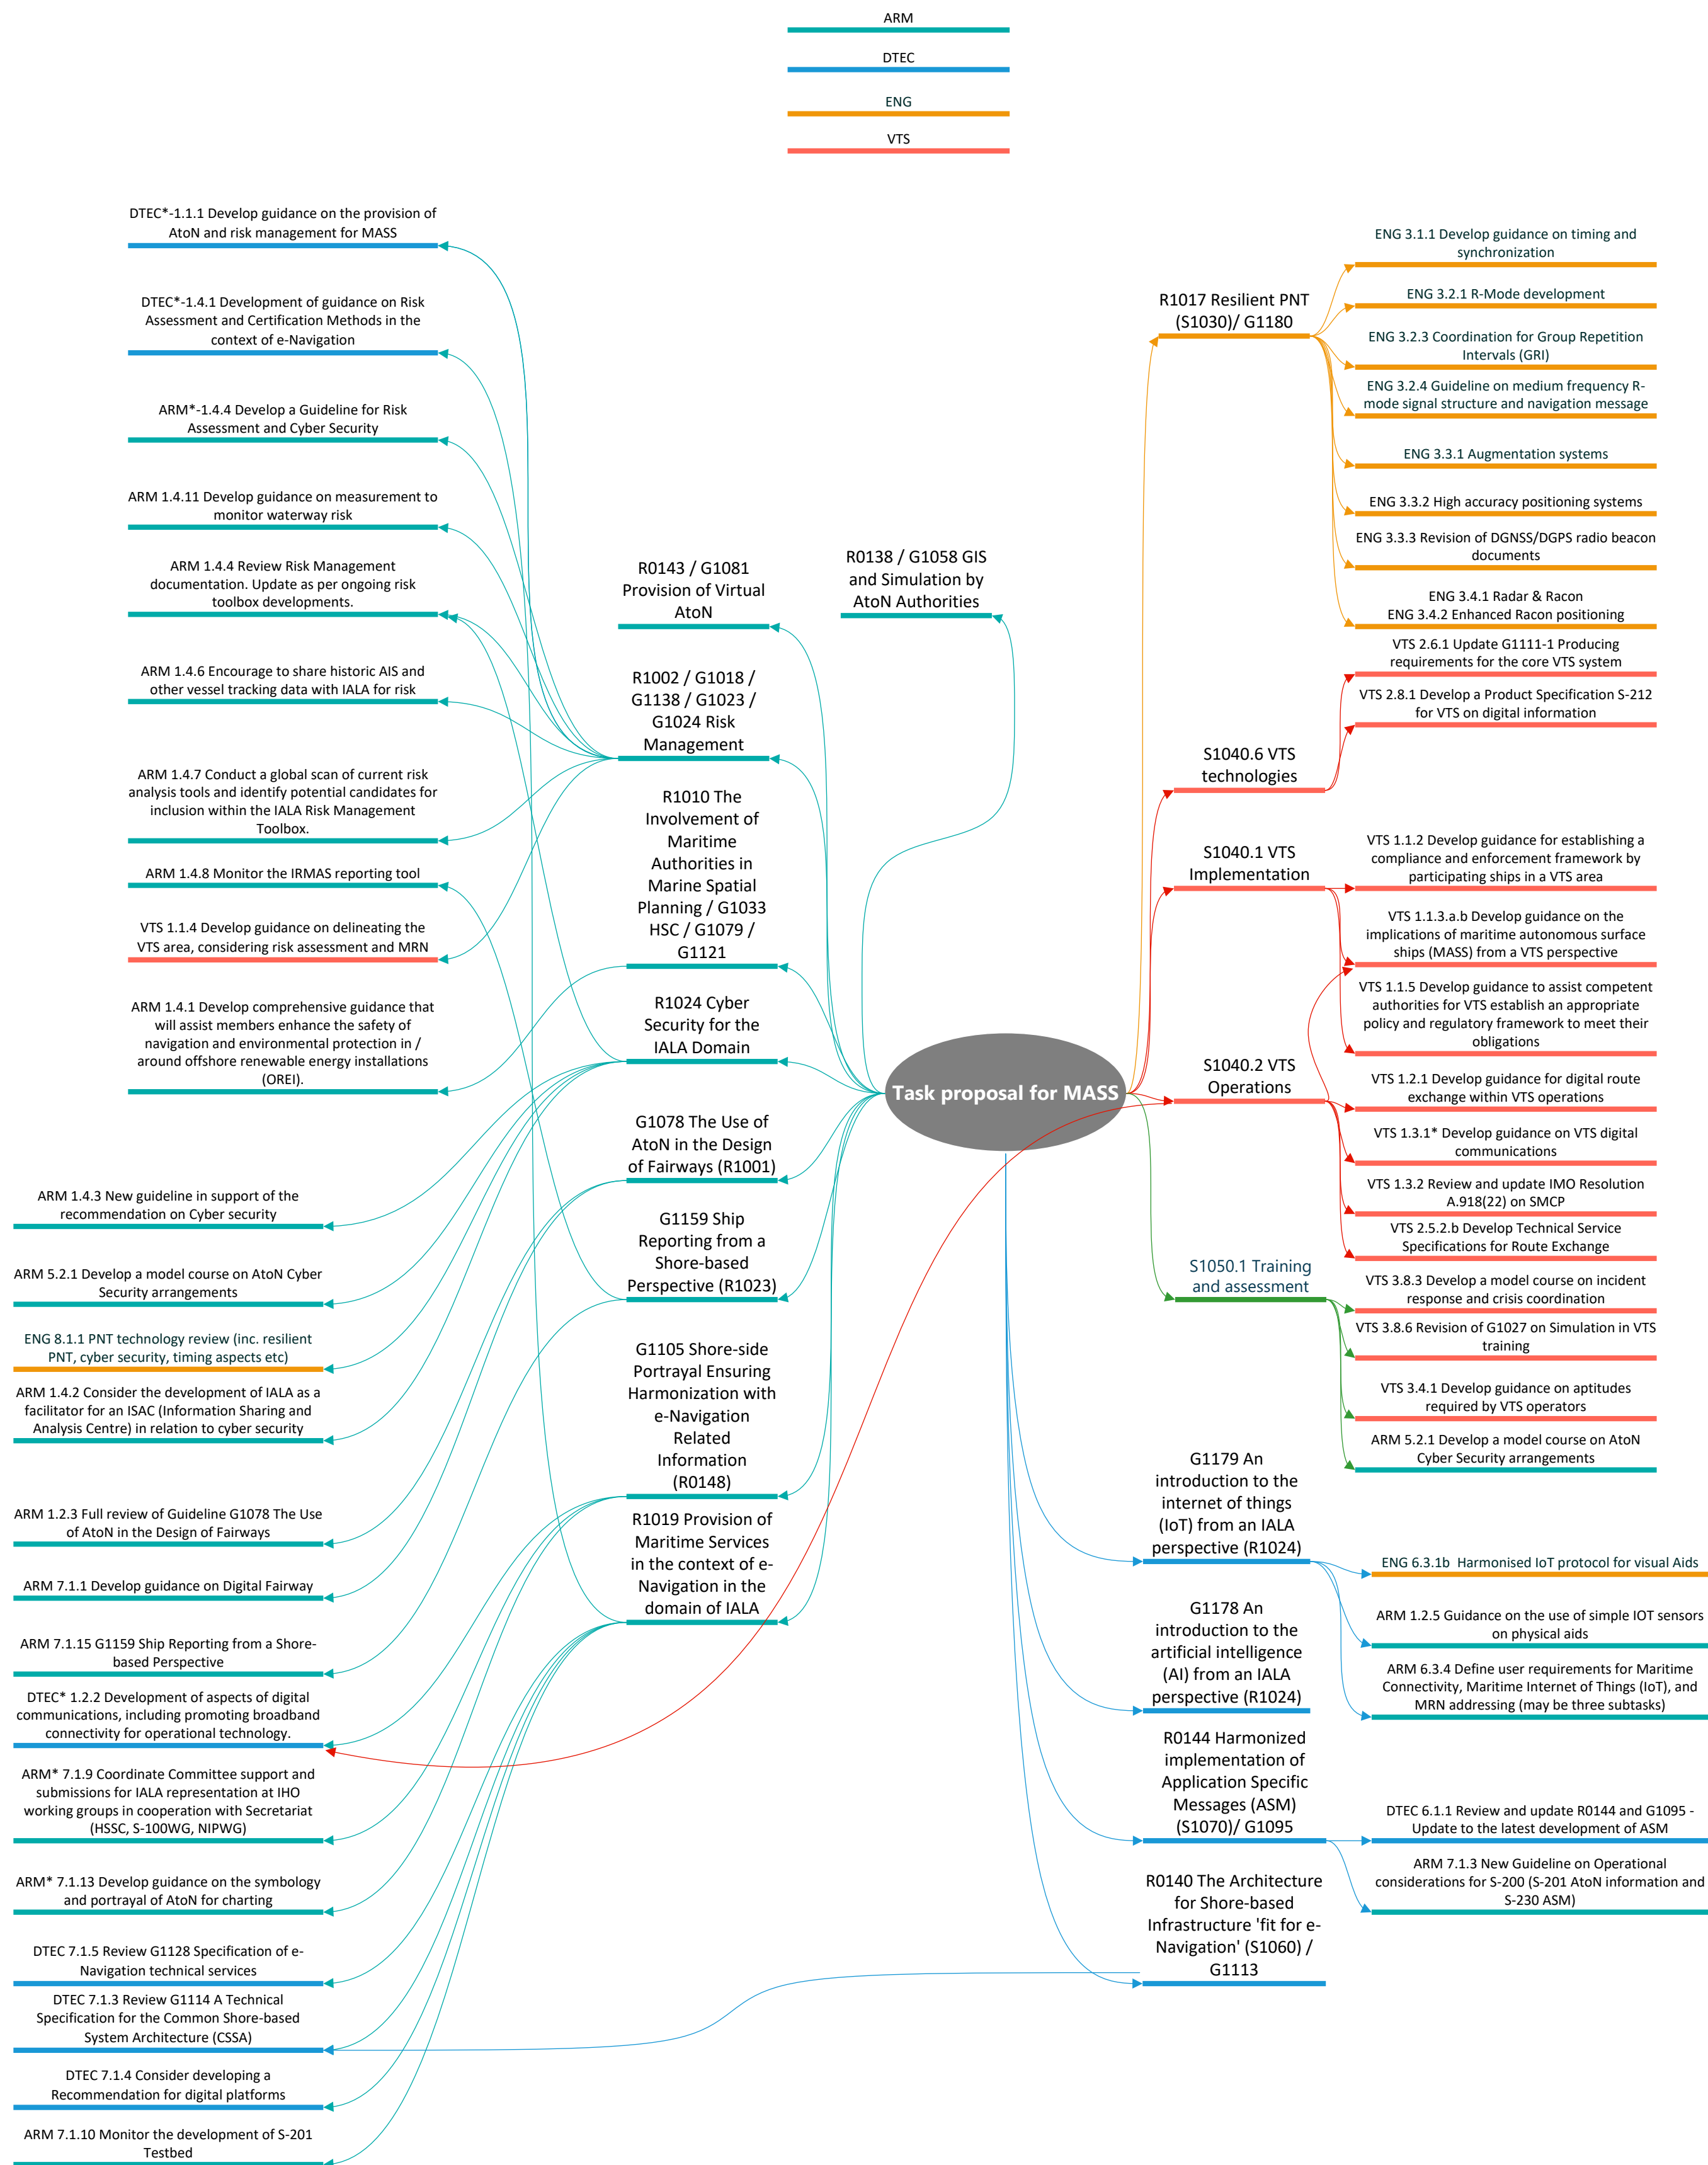 ARM
DTEC
ENG
VTS
DTEC*-1.1.1 Develop guidance on the provision of
AtoN and risk management for MASS
DTEC*-1.4.1 Development of guidance on Risk
Assessment and Certification Methods in the
context of e-Navigation
ARM*-1.4.4 Develop a Guideline for Risk
Assessment and Cyber Security
ARM 1.4.11 Develop guidance on measurement to
monitor waterway risk
ARM 1.4.4 Review Risk Management
documentation. Update as per ongoing risk
toolbox developments.
ARM 1.4.6 Encourage to share historic AIS and
other vessel tracking data with IALA for risk
ARM 1.4.7 Conduct a global scan of current risk
analysis tools and identify potential candidates for
inclusion within the IALA Risk Management
Toolbox.
ARM 1.4.8 Monitor the IRMAS reporting tool
VTS 1.1.4 Develop guidance on delineating the
VTS area, considering risk assessment and MRN
ARM 1.4.1 Develop comprehensive guidance that
will assist members enhance the safety of
navigation and environmental protection in /
around offshore renewable energy installations
(OREI).
ARM 1.4.3 New guideline in support of the
recommendation on Cyber security
ARM 5.2.1 Develop a model course on AtoN Cyber
Security arrangements
ENG 8.1.1 PNT technology review (inc. resilient
PNT, cyber security, timing aspects etc)
ARM 1.4.2 Consider the development of IALA as a
facilitator for an ISAC (Information Sharing and
Analysis Centre) in relation to cyber security
ARM 1.2.3 Full review of Guideline G1078 The Use
of AtoN in the Design of Fairways
ARM 7.1.1 Develop guidance on Digital Fairway
ARM 7.1.15 G1159 Ship Reporting from a Shore-
based Perspective
DTEC* 1.2.2 Development of aspects of digital
communications, including promoting broadband
connectivity for operational technology.
ARM* 7.1.9 Coordinate Committee support and
submissions for IALA representation at IHO
working groups in cooperation with Secretariat
(HSSC, S-100WG, NIPWG)
ARM* 7.1.13 Develop guidance on the symbology
and portrayal of AtoN for charting
DTEC 7.1.5 Review G1128 Specification of e-
Navigation technical services
DTEC 7.1.3 Review G1114 A Technical
Specification for the Common Shore-based
System Architecture (CSSA)
DTEC 7.1.4 Consider developing a
Recommendation for digital platforms
ARM 7.1.10 Monitor the development of S-201
Testbed
R0143 / G1081
Provision of Virtual
AtoN
R0138 / G1058 GIS
and Simulation by
AtoN Authorities
R1002 / G1018 /
G1138 / G1023 /
G1024 Risk
Management
R1010 The
Involvement of
Maritime
Authorities in
Marine Spatial
Planning / G1033
HSC / G1079 /
G1121
R1024 Cyber
Security for the
IALA Domain
G1078 The Use of
AtoN in the Design
of Fairways (R1001)
G1159 Ship
Reporting from a
Shore-based
Perspective (R1023)
G1105 Shore-side
Portrayal Ensuring
Harmonization with
e-Navigation
Related
Information
(R0148)
R1019 Provision of
Maritime Services
in the context of e-
Navigation in the
domain of IALA
Task proposal for MASS
R1017 Resilient PNT
(S1030)/ G1180
S1040.6 VTS
technologies
S1040.1 VTS
Implementation
S1040.2 VTS
Operations
S1050.1 Training
and assessment
G1179 An
introduction to the
internet of things
(IoT) from an IALA
perspective (R1024)
G1178 An
introduction to the
artificial intelligence
(AI) from an IALA
perspective (R1024)
R0144 Harmonized
implementation of
Application Specific
Messages (ASM)
(S1070)/ G1095
R0140 The Architecture
for Shore-based
Infrastructure 'fit for e-
Navigation' (S1060) /
G1113
ENG 3.1.1 Develop guidance on timing and
synchronization
ENG 3.2.1 R-Mode development
ENG 3.2.3 Coordination for Group Repetition
Intervals (GRI)
ENG 3.2.4 Guideline on medium frequency R-
mode signal structure and navigation message
ENG 3.3.1 Augmentation systems
ENG 3.3.2 High accuracy positioning systems
ENG 3.3.3 Revision of DGNSS/DGPS radio beacon
documents
ENG 3.4.1 Radar & Racon
ENG 3.4.2 Enhanced Racon positioning
VTS 2.6.1 Update G1111-1 Producing
requirements for the core VTS system
VTS 2.8.1 Develop a Product Specification S-212
for VTS on digital information
VTS 1.1.2 Develop guidance for establishing a
compliance and enforcement framework by
participating ships in a VTS area
VTS 1.1.3.a.b Develop guidance on the
implications of maritime autonomous surface
ships (MASS) from a VTS perspective
VTS 1.1.5 Develop guidance to assist competent
authorities for VTS establish an appropriate
policy and regulatory framework to meet their
obligations
VTS 1.2.1 Develop guidance for digital route
exchange within VTS operations
VTS 1.3.1* Develop guidance on VTS digital
communications
VTS 1.3.2 Review and update IMO Resolution
A.918(22) on SMCP
VTS 2.5.2.b Develop Technical Service
Specifications for Route Exchange
VTS 3.8.3 Develop a model course on incident
response and crisis coordination
VTS 3.8.6 Revision of G1027 on Simulation in VTS
training
VTS 3.4.1 Develop guidance on aptitudes
required by VTS operators
ARM 5.2.1 Develop a model course on AtoN
Cyber Security arrangements
ENG 6.3.1b Harmonised IoT protocol for visual Aids
ARM 1.2.5 Guidance on the use of simple IOT sensors
on physical aids
ARM 6.3.4 Define user requirements for Maritime
Connectivity, Maritime Internet of Things (IoT), and
MRN addressing (may be three subtasks)
DTEC 6.1.1 Review and update R0144 and G1095 -
Update to the latest development of ASM
ARM 7.1.3 New Guideline on Operational
considerations for S-200 (S-201 AtoN information and
S-230 ASM)